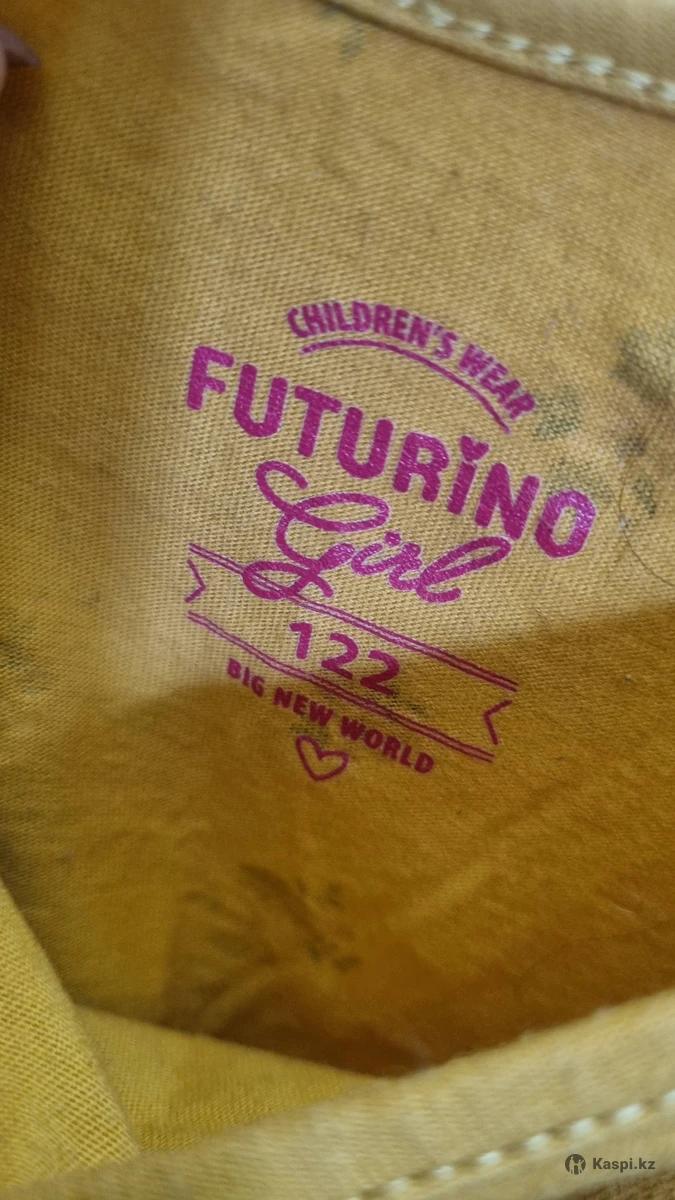 CHILDREN'S WEAR
FUTURINO
Girl
122
BIG NEW WORLD
Kaspi.kz